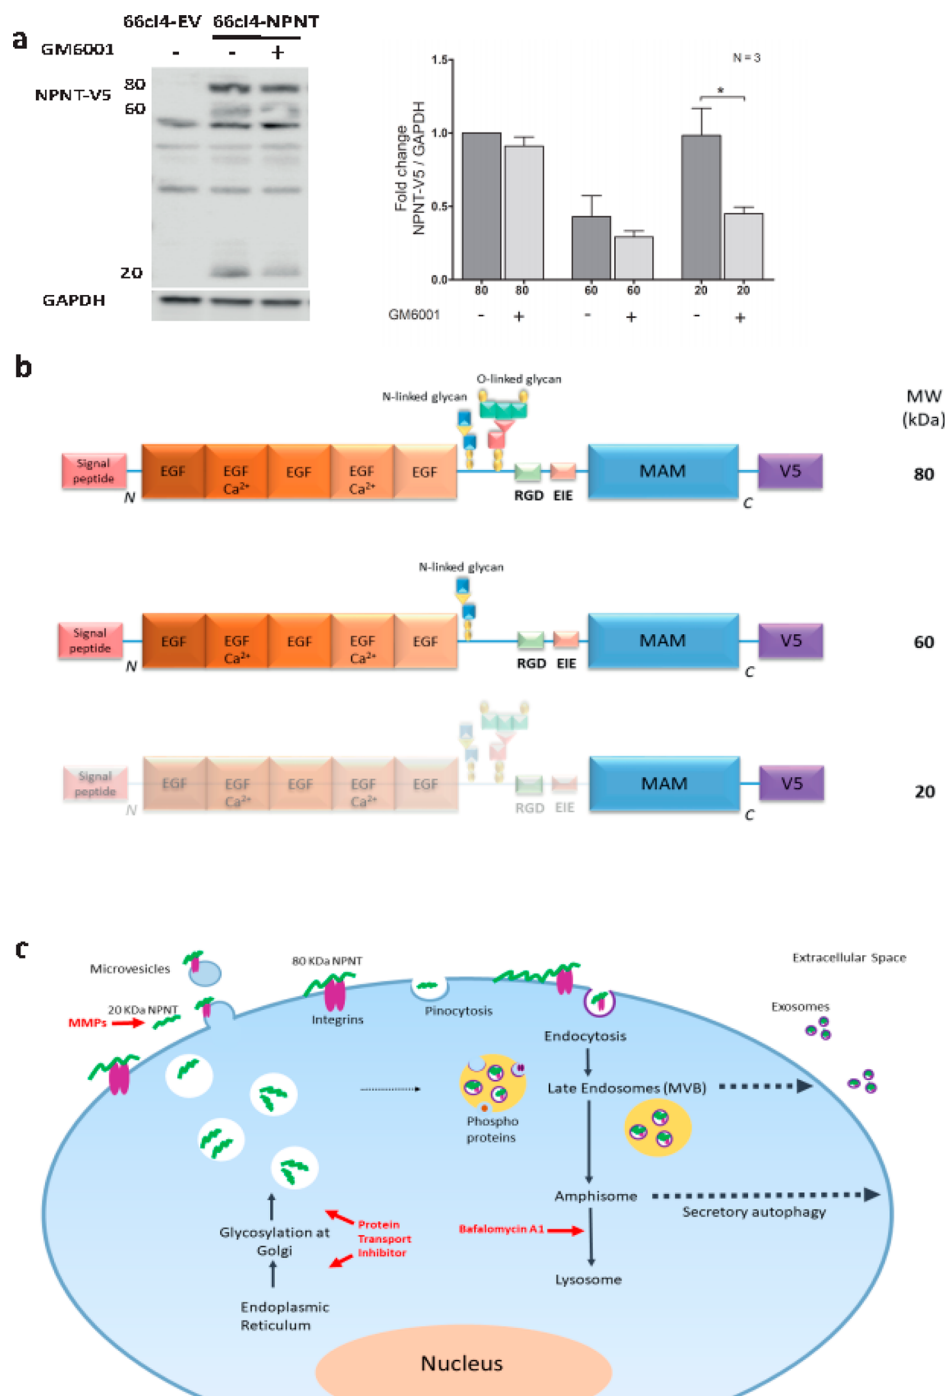 a
66cl4-EV 66cl4-NPNT
GM6001 - - +
NPNT-V5
80
60
20
GAPDH
N = 3
Fold change
NPNT-V5 / GAPDH
1.5
1.0
0.5
0.0
*
80 80 60 60 20 20
GM6001 - + - + - +
b
MW
(kDa)
N-linked glycan
O-linked glycan
Signal
peptide
N
EGF
EGF
Ca2+
EGF
EGF
Ca2+
EGF
RGD
EIE
MAM
C
V5
80
N-linked glycan
Signal
peptide
N
EGF
EGF
Ca2+
EGF
EGF
Ca2+
EGF
RGD
EIE
MAM
C
V5
60
Signal
peptide
N
EGF
EGF
Ca2+
EGF
EGF
Ca2+
EGF
RGD
EIE
MAM
C
V5
20
c
Microvesicles
80 KDa NPNT
Extracellular Space
20 KDa NPNT
MMPs
Integrins
Pinocytosis
Exosomes
Endocytosis
Late Endosomes (MVB)
Phospho
proteins
Amphisome
Secretory autophagy
Glycosylation at
Golgi
Protein
Transport
Inhibitor
Bafalomycin A1
Lysosome
Endoplasmic
Reticulum
Nucleus